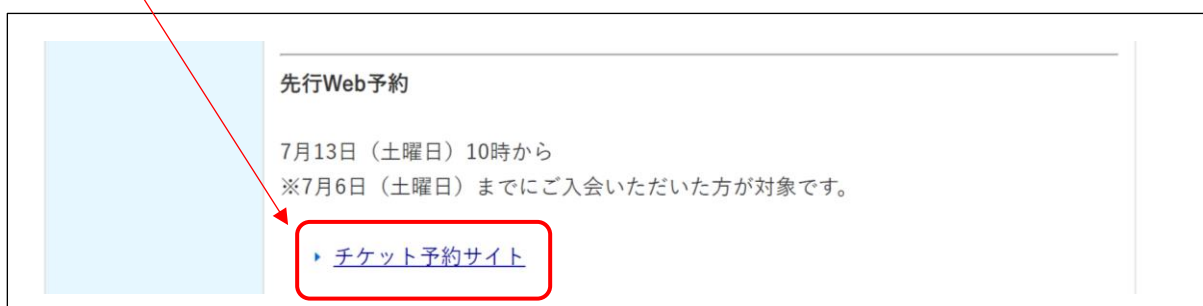 先行Web予約
7月13日（土曜日）10時から
※7月6日（土曜日）までにご入会いただいた方が対象です。
チケット予約サイト